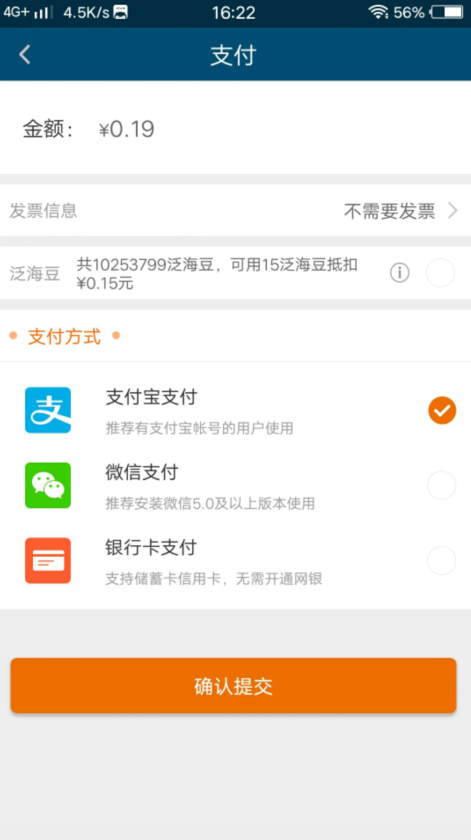 4G+ 4.5K/s 16:22 56%
支付
金额： ¥0.19
发票信息 不需要发票
泛海豆 共10253799泛海豆，可用15泛海豆抵扣
¥0.15元
支付方式
支付宝支付
推荐有支付宝帐号的用户使用
微信支付
推荐安装微信5.0及以上版本使用
银行卡支付
支持储蓄卡信用卡，无需开通网银
确认提交